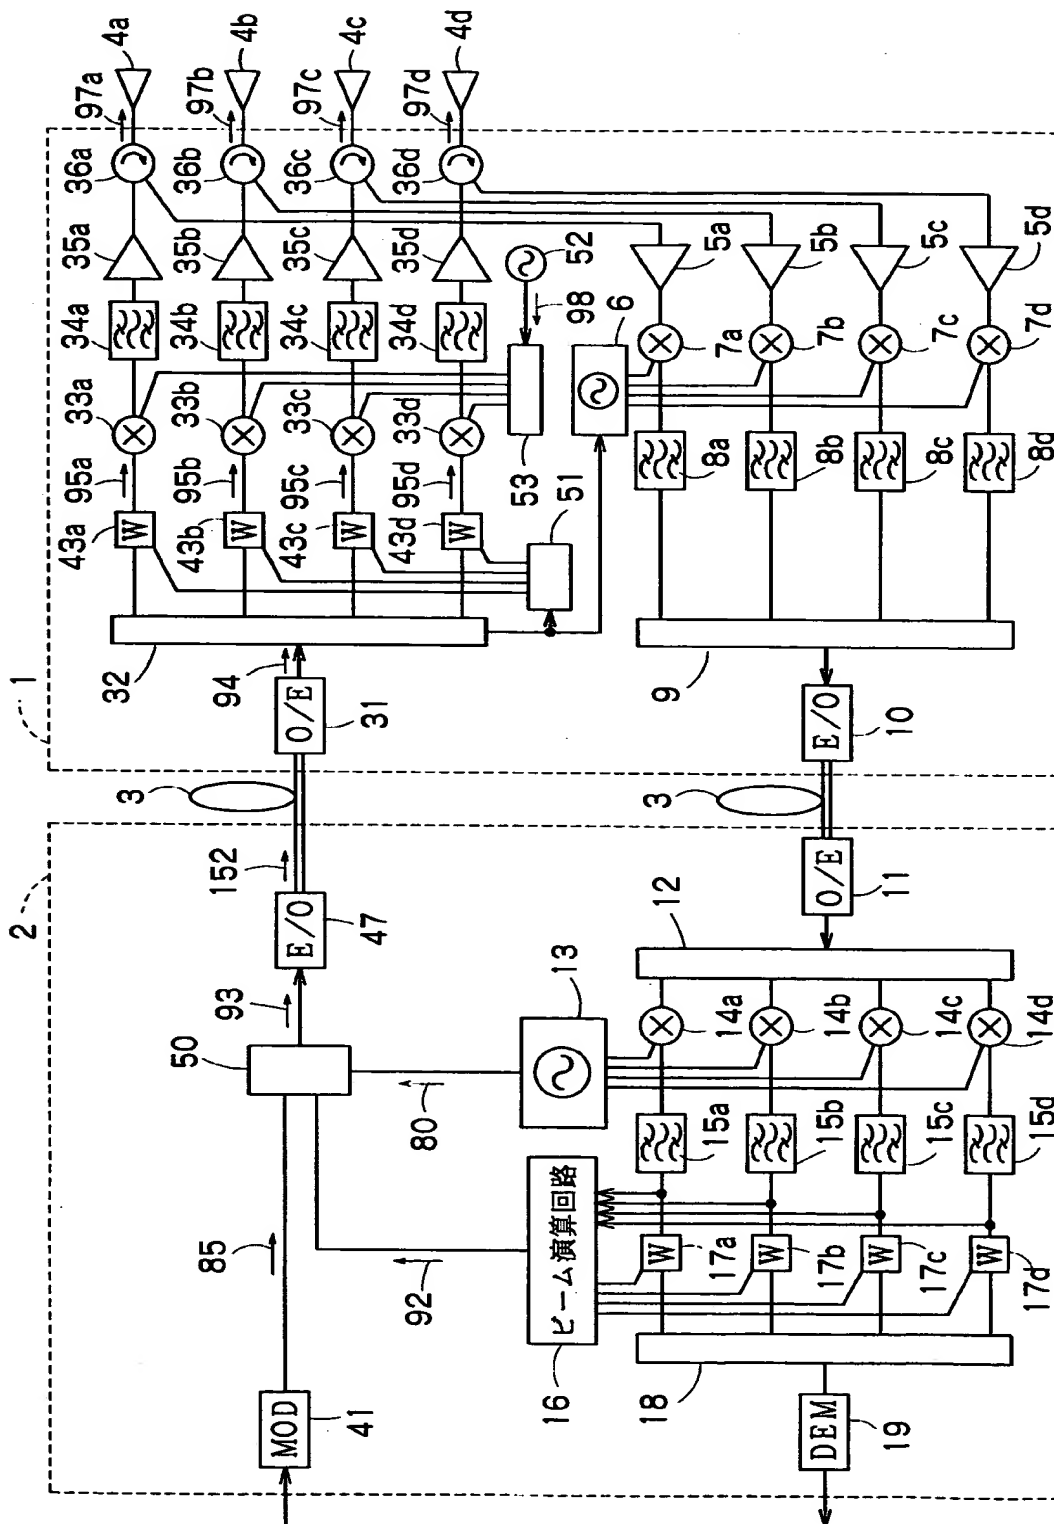 1
2
4a
4b
4c
4d
97a
97b
97c
97d
36a
36b
36c
36d
35a
35b
35c
35d
34a
34b
34c
34d
33a
33b
33c
33d
95a
95b
95c
95d
43a
43b
43c
43d
W
W
W
W
52
98
53
51
6
32
94
O/E
31
3
152
E/O
47
93
50
80
85
92
MOD
41
5a
5b
5c
5d
7a
7b
7c
7d
8a
8b
8c
8d
9
E/O
10
3
O/E
11
12
13
14a
14b
14c
14d
15a
15b
15c
15d
ビーム演算回路
16
W
W
W
W
17a
17b
17c
17d
18
DEM
19